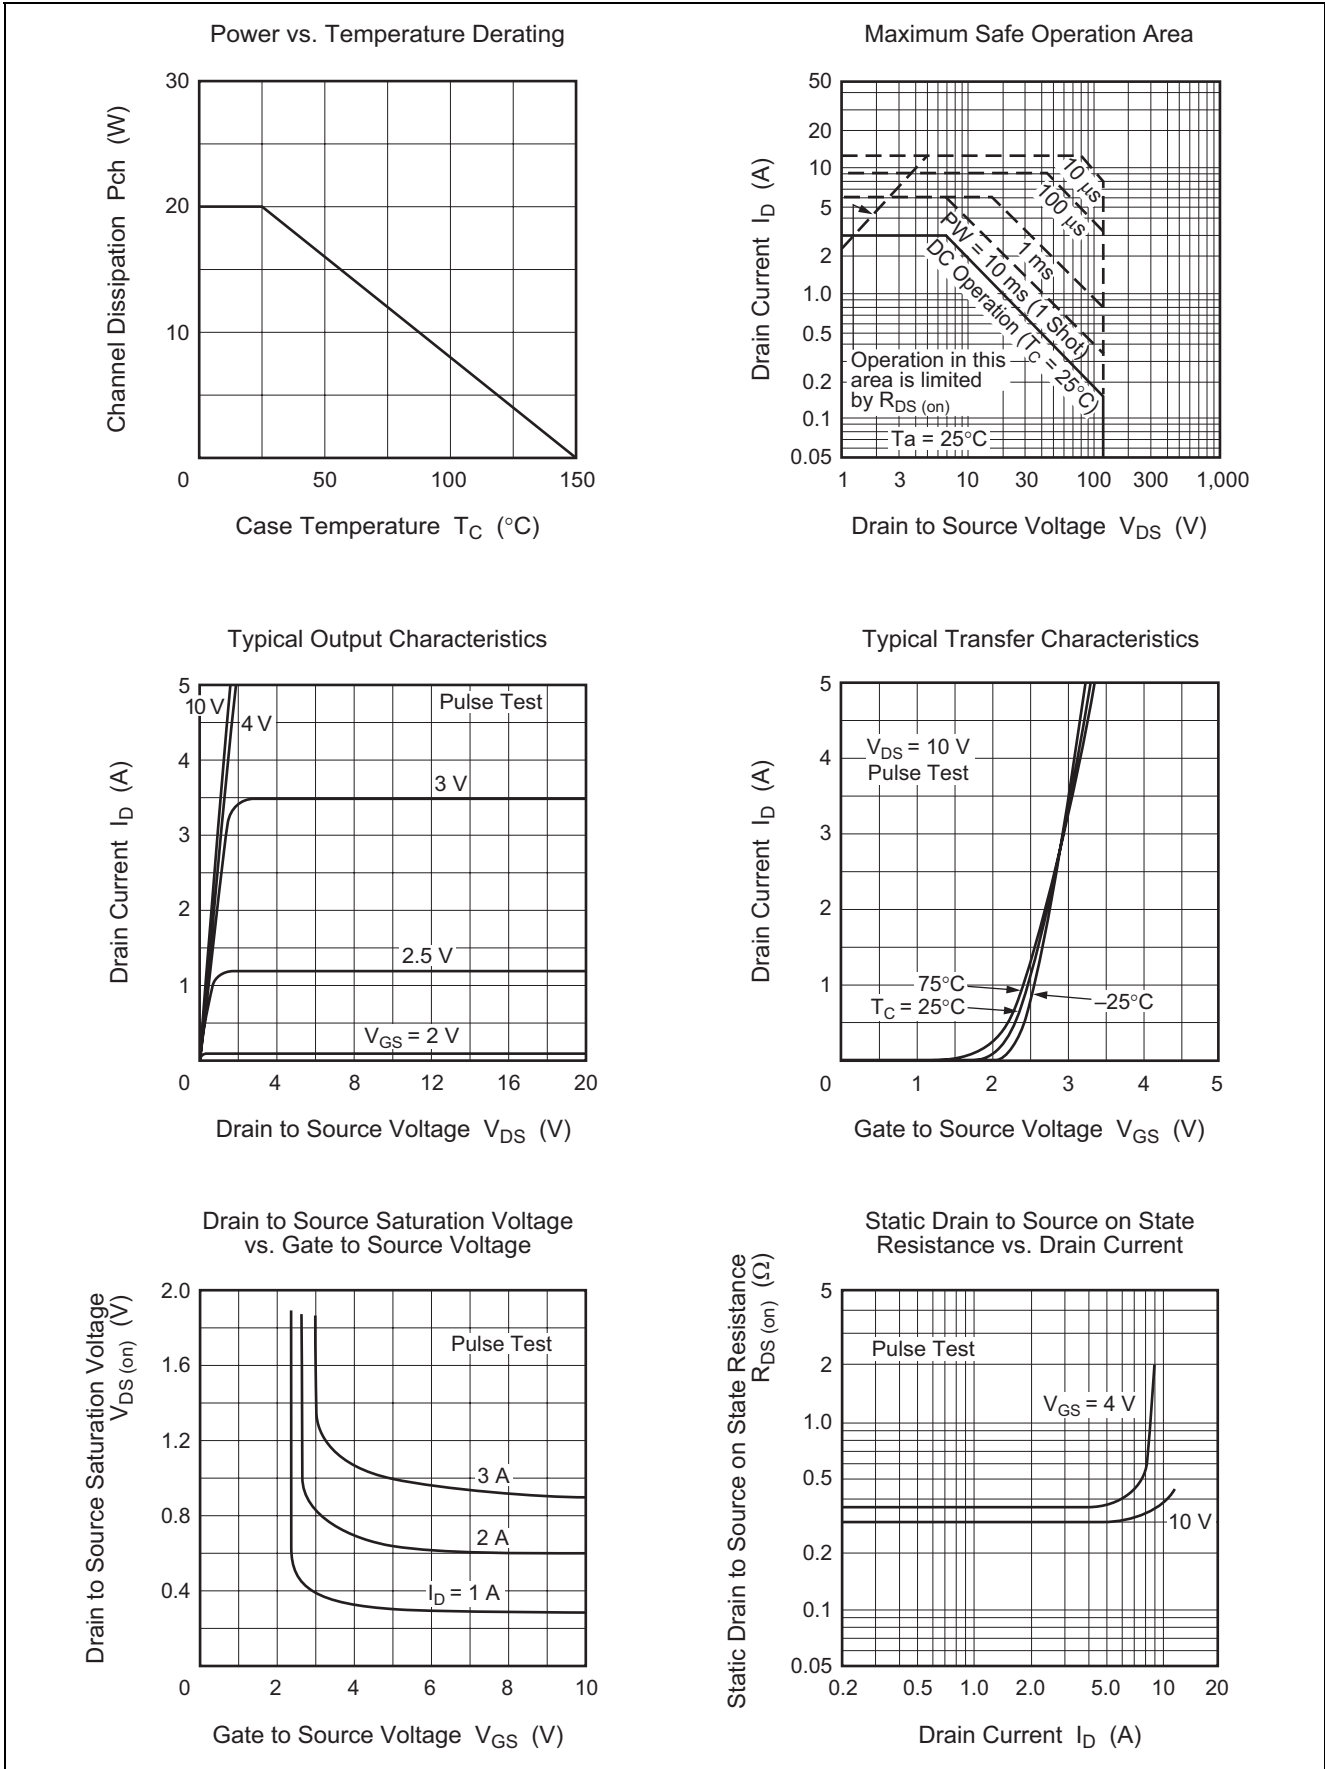 Power vs. Temperature Derating
Channel Dissipation Pch (W)
30
20
10
0
50
100
150
Case Temperature TC (°C)
Maximum Safe Operation Area
Drain Current ID (A)
50
20
10
5
2
1.0
0.5
0.2
0.1
0.05
10 µs
100 µs
1 ms
PW = 10 ms (1 Shot)
DC Operation (TC = 25°C)
Operation in this
area is limited
by RDS (on)
Ta = 25°C
1
3
10
30
100
300
1,000
Drain to Source Voltage VDS (V)
Typical Output Characteristics
Drain Current ID (A)
5
4
3
2
1
10 V
4 V
Pulse Test
3 V
2.5 V
VGS = 2 V
0
4
8
12
16
20
Drain to Source Voltage VDS (V)
Typical Transfer Characteristics
Drain Current ID (A)
5
4
3
2
1
VDS = 10 V
Pulse Test
75°C
TC = 25°C
–25°C
0
1
2
3
4
5
Gate to Source Voltage VGS (V)
Drain to Source Saturation Voltage
vs. Gate to Source Voltage
Drain to Source Saturation Voltage
VDS (on) (V)
2.0
1.6
1.2
0.8
0.4
Pulse Test
3 A
2 A
ID = 1 A
0
2
4
6
8
10
Gate to Source Voltage VGS (V)
Static Drain to Source on State
Resistance vs. Drain Current
Static Drain to Source on State Resistance
RDS (on) (Ω)
5
2
1.0
0.5
0.2
0.1
0.05
Pulse Test
VGS = 4 V
10 V
0.2
0.5
1.0
2.0
5.0
10
20
Drain Current ID (A)